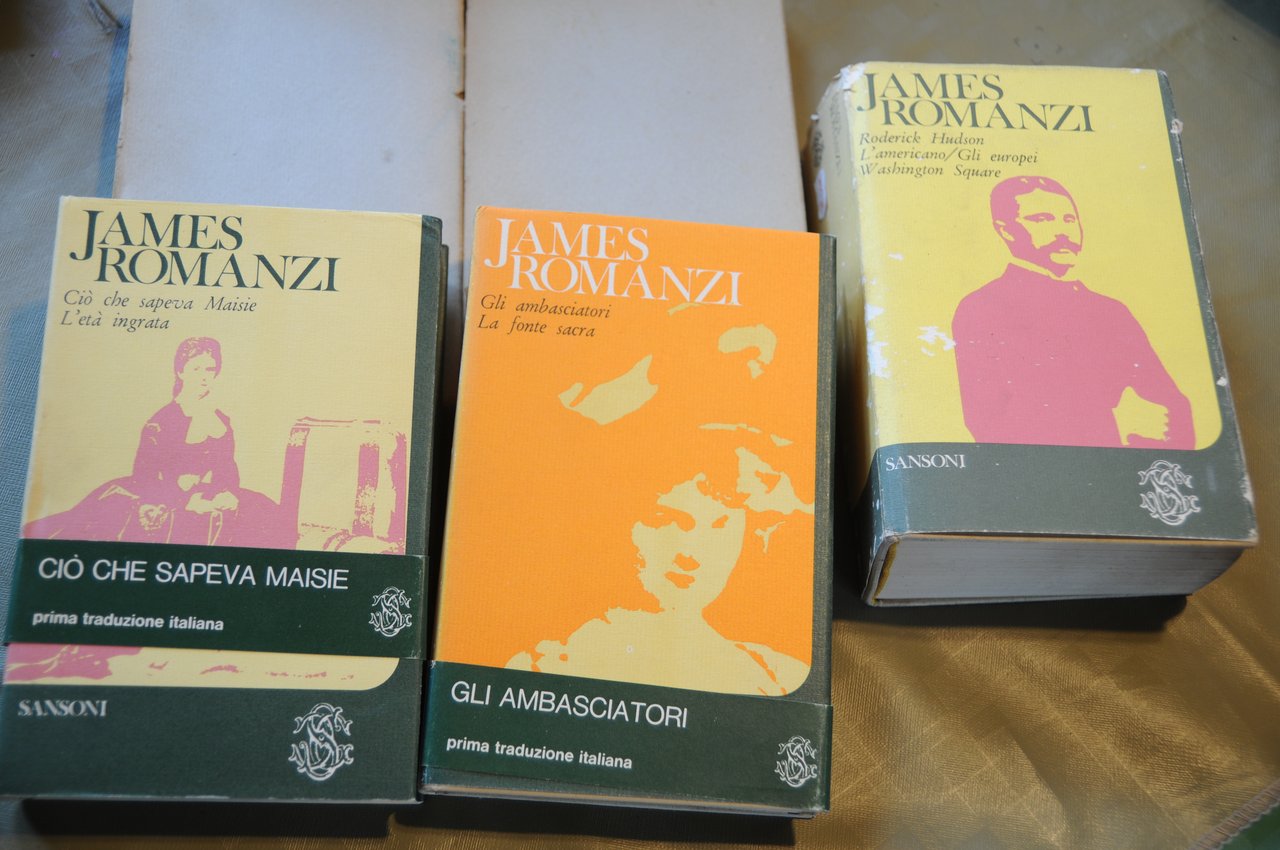 JAMES
ROMANZI
Ciò che sapeva Maisie
L'età ingrata
CIÒ CHE SAPEVA MAISIE
prima traduzione italiana
SANSONI
JAMES
ROMANZI
Gli ambasciatori
La fonte sacra
GLI AMBASCIATORI
prima traduzione italiana
JAMES
ROMANZI
Roderick Hudson
L'americano/Gli europei
Washington Square
SANSONI